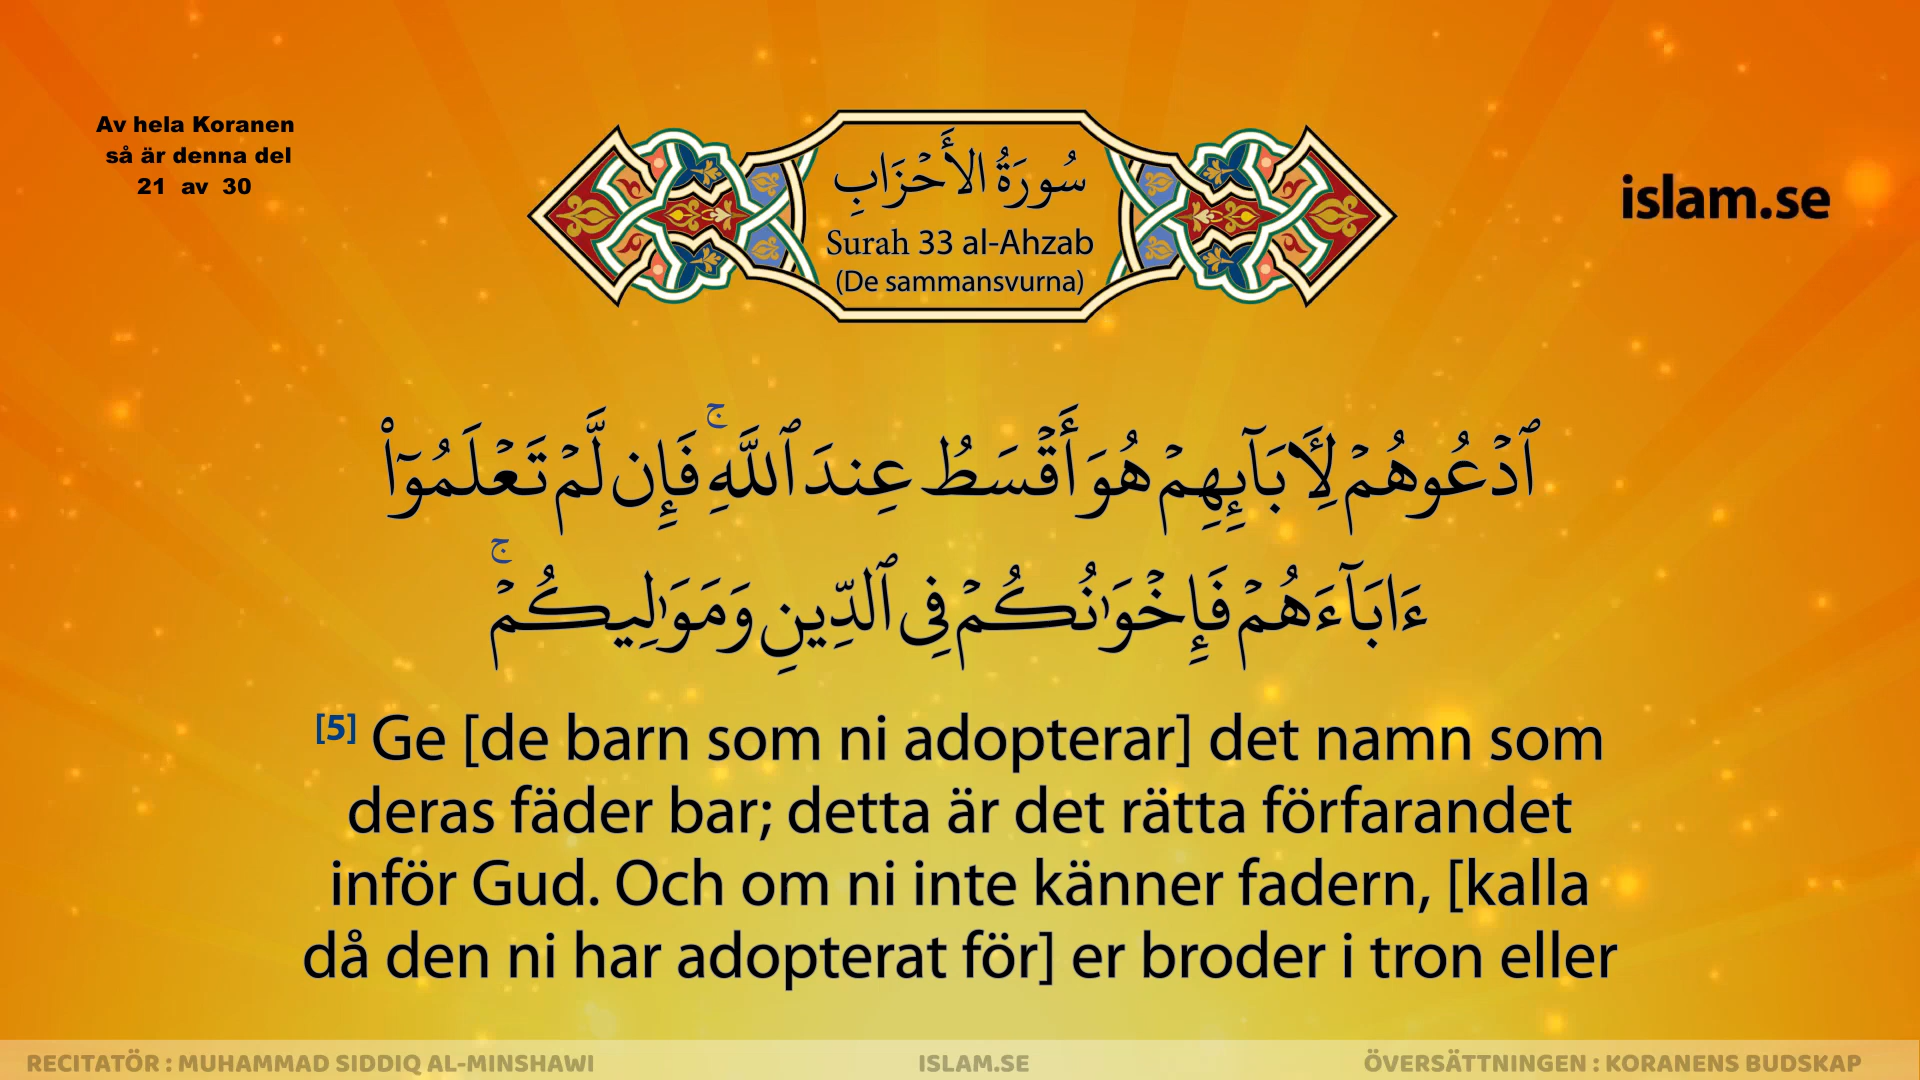 Av hela Koranen
så är denna del
21 av 30
سُورَةُ الأَحْزَابِ
Surah 33 al-Ahzab
(De sammansvurna)
islam.se
ٱدْعُوهُمْ لِأَبَآئِهِمْ هُوَ أَقْسَطُ عِندَ ٱللَّهِ ۚ فَإِن لَّمْ تَعْلَمُوٓا۟
ءَابَآءَهُمْ فَإِخْوَٰنُكُمْ فِى ٱلدِّينِ وَمَوَٰلِيكُمْ ۚ
[5] Ge [de barn som ni adopterar] det namn som
deras fäder bar; detta är det rätta förfarandet
inför Gud. Och om ni inte känner fadern, [kalla
då den ni har adopterat för] er broder i tron eller
RECITATÖR : MUHAMMAD SIDDIQ AL-MINSHAWI
ISLAM.SE
ÖVERSÄTTNINGEN : KORANENS BUDSKAP